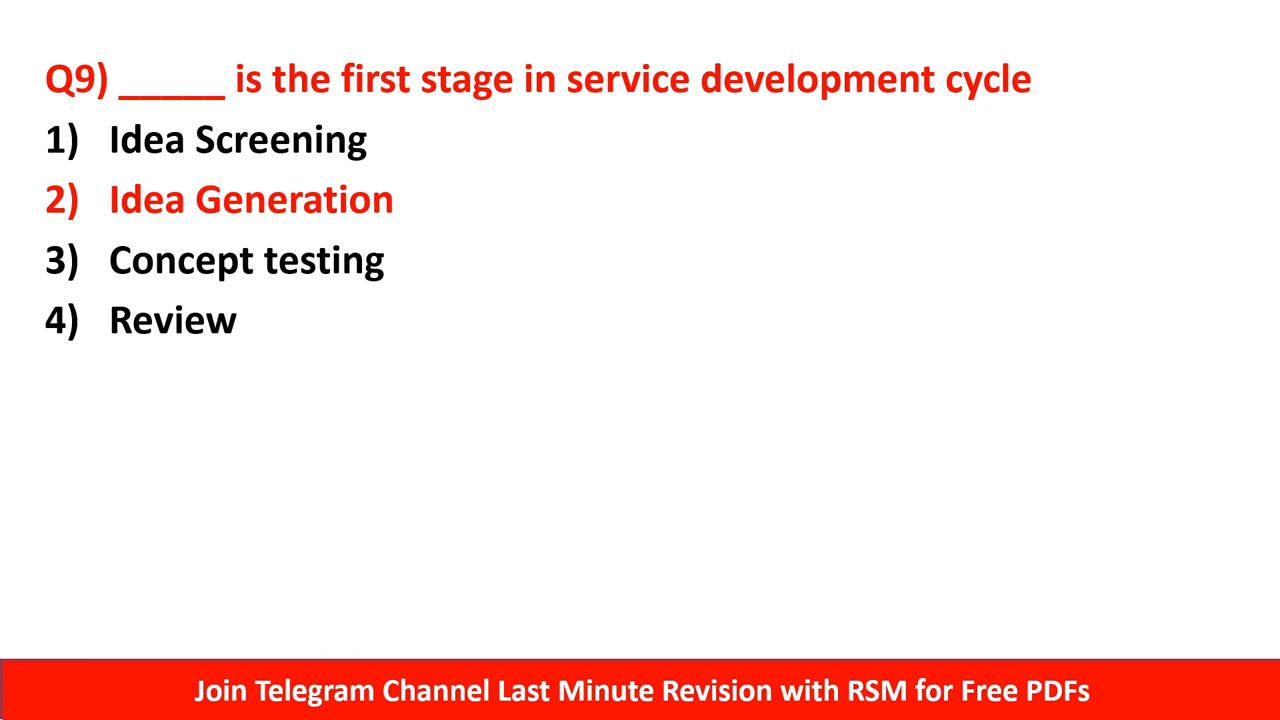 Q9) _____ is the first stage in service development cycle
1) Idea Screening
2) Idea Generation
3) Concept testing
4) Review
Join Telegram Channel Last Minute Revision with RSM for Free PDFs